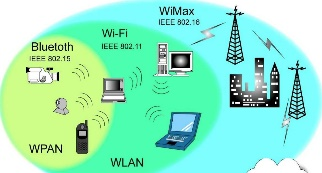 WiMax
IEEE 802.16
Wi-Fi
IEEE 802.11
Bluetoth
IEEE 802.15
WPAN
WLAN